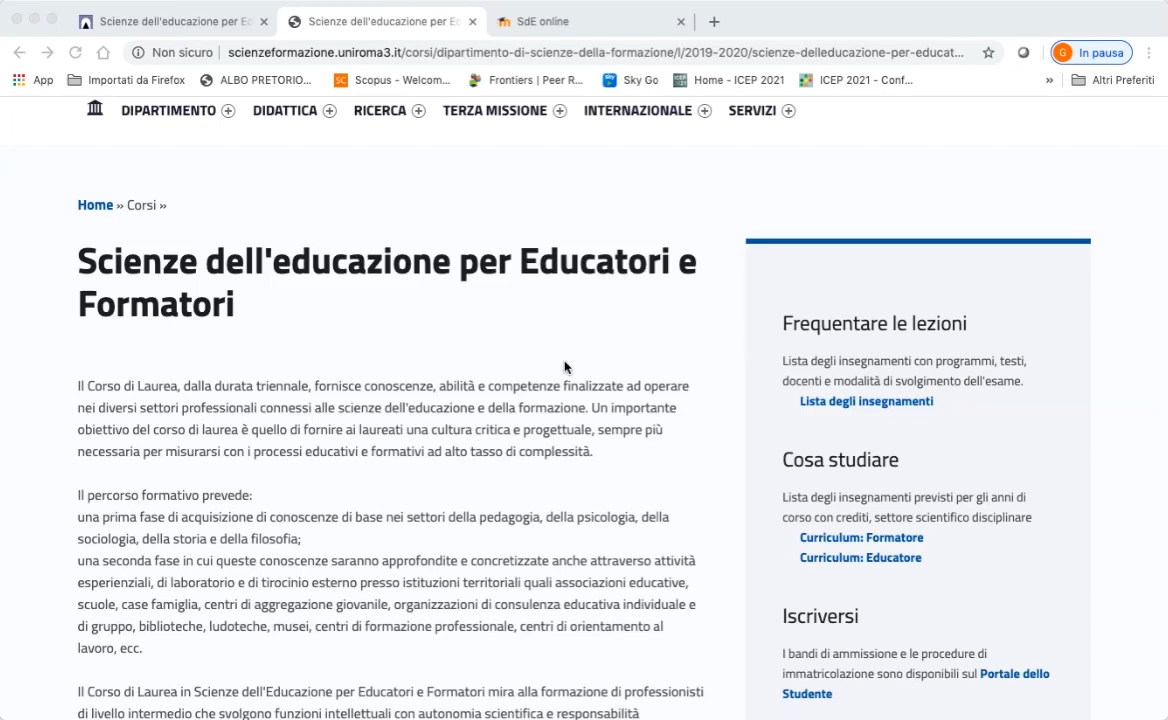 Scienze dell'educazione per Ec
Scienze dell'educazione per Ec
SdE online
Non sicuro
scienzeformazione.uniroma3.it/corsi/dipartimento-di-scienze-della-formazione/l/2019-2020/scienze-delleducazione-per-educat...
G In pausa
App
Importati da Firefox
ALBO PRETORIO...
SC Scopus - Welcom...
Frontiers | Peer R...
Sky Go
Home - ICEP 2021
ICEP 2021 - Conf...
»
Altri Preferiti
DIPARTIMENTO
DIDATTICA
RICERCA
TERZA MISSIONE
INTERNAZIONALE
SERVIZI
Home » Corsi »
Scienze dell'educazione per Educatori e
Formatori
Il Corso di Laurea, dalla durata triennale, fornisce conoscenze, abilità e competenze finalizzate ad operare
nei diversi settori professionali connessi alle scienze dell'educazione e della formazione. Un importante
obiettivo del corso di laurea è quello di fornire ai laureati una cultura critica e progettuale, sempre più
necessaria per misurarsi con i processi educativi e formativi ad alto tasso di complessità.
Il percorso formativo prevede:
una prima fase di acquisizione di conoscenze di base nei settori della pedagogia, della psicologia, della
sociologia, della storia e della filosofia;
una seconda fase in cui queste conoscenze saranno approfondite e concretizzate anche attraverso attività
esperienziali, di laboratorio e di tirocinio esterno presso istituzioni territoriali quali associazioni educative,
scuole, case famiglia, centri di aggregazione giovanile, organizzazioni di consulenza educativa individuale e
di gruppo, biblioteche, ludoteche, musei, centri di formazione professionale, centri di orientamento al
lavoro, ecc.
Il Corso di Laurea in Scienze dell'Educazione per Educatori e Formatori mira alla formazione di professionisti
di livello intermedio che svolgono funzioni intellettuali con autonomia scientifica e responsabilità
Frequentare le lezioni
Lista degli insegnamenti con programmi, testi,
docenti e modalità di svolgimento dell'esame.
Lista degli insegnamenti
Cosa studiare
Lista degli insegnamenti previsti per gli anni di
corso con crediti, settore scientifico disciplinare
Curriculum: Formatore
Curriculum: Educatore
Iscriversi
I bandi di ammissione e le procedure di
immatricolazione sono disponibili sul Portale dello
Studente